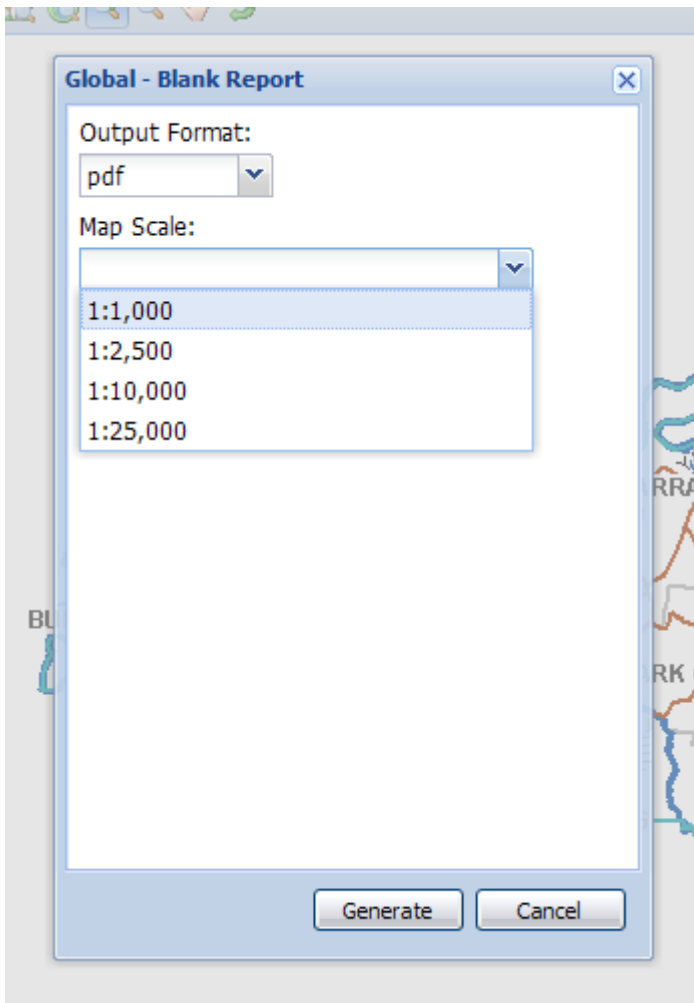 Global - Blank Report
Output Format:
pdf
Map Scale:
1:1,000
1:2,500
1:10,000
1:25,000
Generate
Cancel